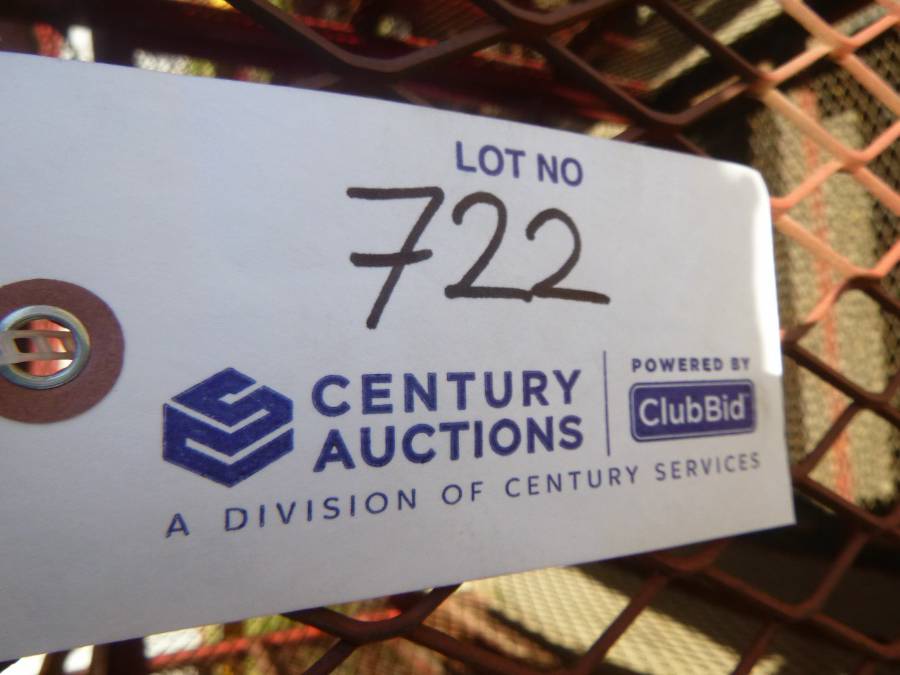 LOT NO
722
CENTURY
AUCTIONS
POWERED BY
ClubBid
A DIVISION OF CENTURY SERVICES